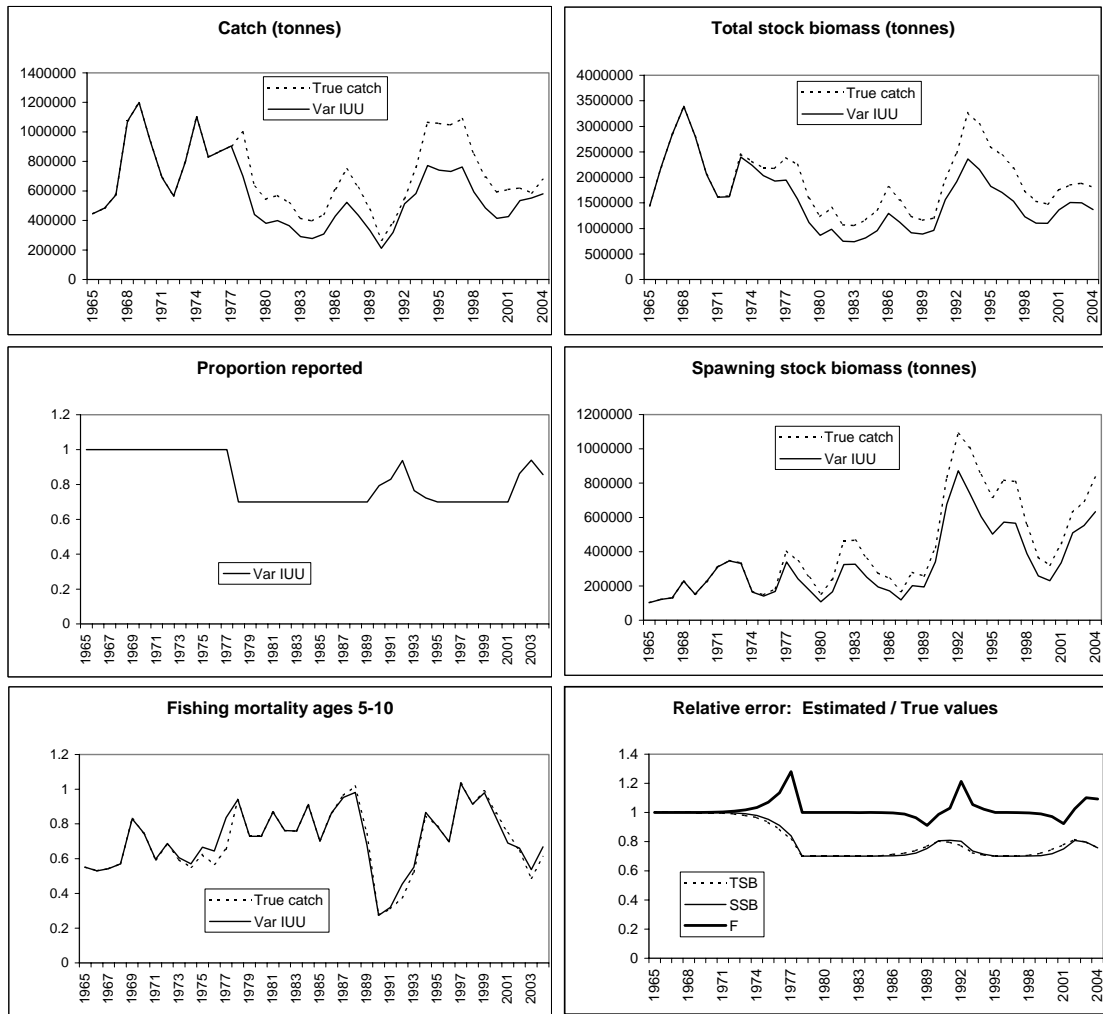 Catch (tonnes)
1400000
1200000
1000000
800000
600000
400000
200000
0
True catch
Var IUU
1965 1968 1971 1974 1977 1980 1983 1986 1989 1992 1995 1998 2001 2004
Total stock biomass (tonnes)
4000000
3500000
3000000
2500000
2000000
1500000
1000000
500000
0
True catch
Var IUU
1965 1968 1971 1974 1977 1980 1983 1986 1989 1992 1995 1998 2001 2004
Proportion reported
1.2
1
0.8
0.6
0.4
0.2
0
Var IUU
1965 1967 1969 1971 1973 1975 1977 1979 1981 1983 1985 1987 1989 1991 1993 1995 1997 1999 2001 2003
Spawning stock biomass (tonnes)
1200000
1000000
800000
600000
400000
200000
0
True catch
Var IUU
1965 1968 1971 1974 1977 1980 1983 1986 1989 1992 1995 1998 2001 2004
Fishing mortality ages 5-10
1.2
1
0.8
0.6
0.4
0.2
0
True catch
Var IUU
1965 1967 1969 1971 1973 1975 1977 1979 1981 1983 1985 1987 1989 1991 1993 1995 1997 1999 2001 2003
Relative error: Estimated / True values
1.4
1.2
1
0.8
0.6
0.4
0.2
0
TSB
SSB
F
1965 1968 1971 1974 1977 1980 1983 1986 1989 1992 1995 1998 2001 2004